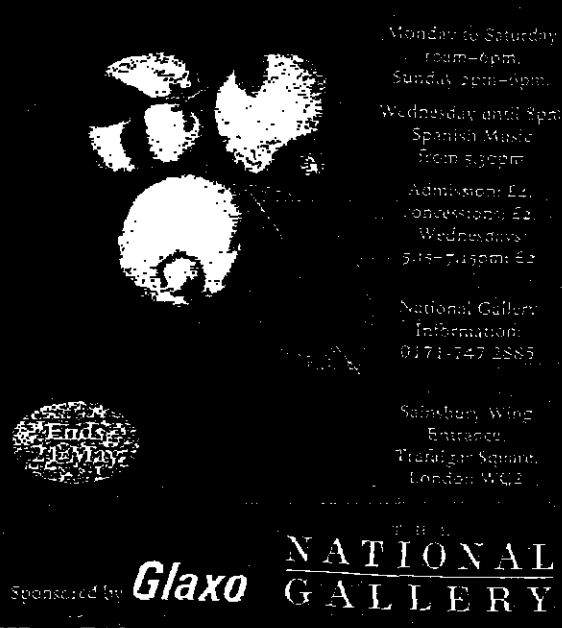 Monday to Saturday
10am–6pm,
Sunday 2pm–6pm.
Wednesday until 8pm
Spanish Music
from 5.30pm
Admission:
concessions: £2,
Wednesdays
5.15–7.15pm: £2
National Gallery
Information:
0171-747 2885
Sainsbury Wing
Entrance,
Trafalgar Square,
London WC2
Ends
21 May
Sponsored by Glaxo
THE
NATIONAL
GALLERY